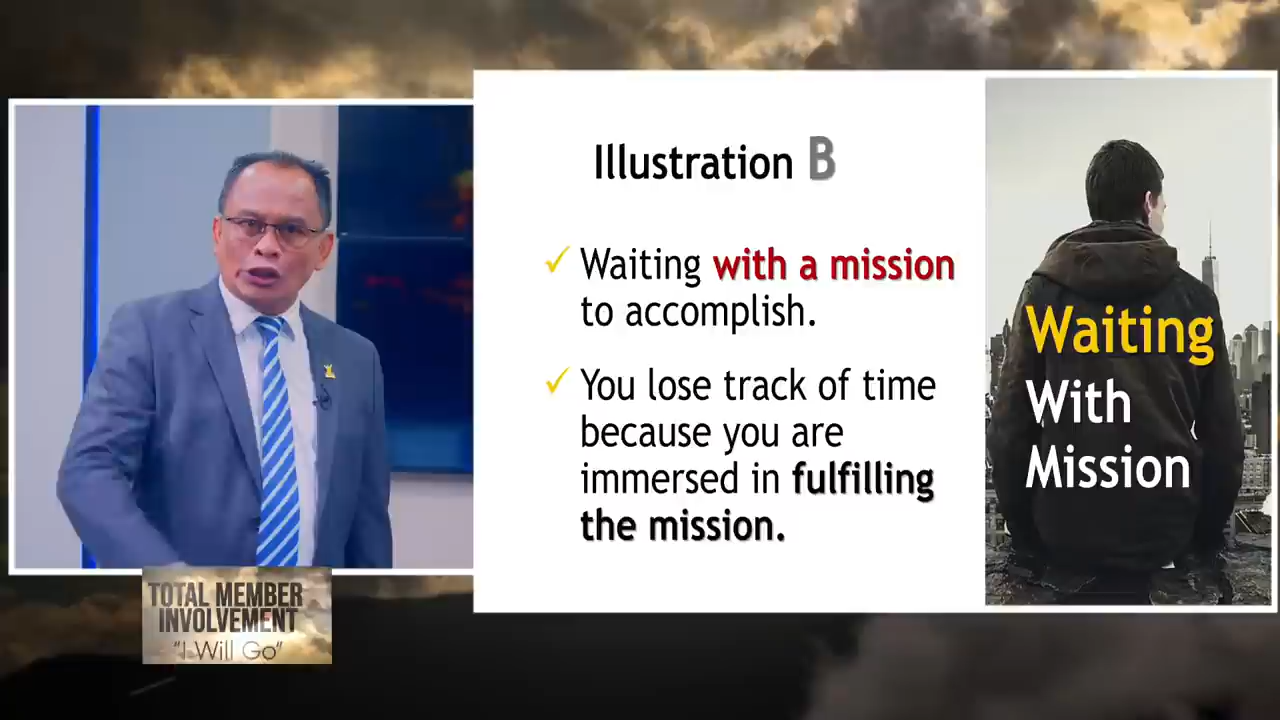 Illustration B
✓ Waiting with a mission
to accomplish.
✓ You lose track of time
because you are
immersed in fulfilling
the mission.
Waiting
With
Mission
TOTAL MEMBER
INVOLVEMENT
"I Will Go"